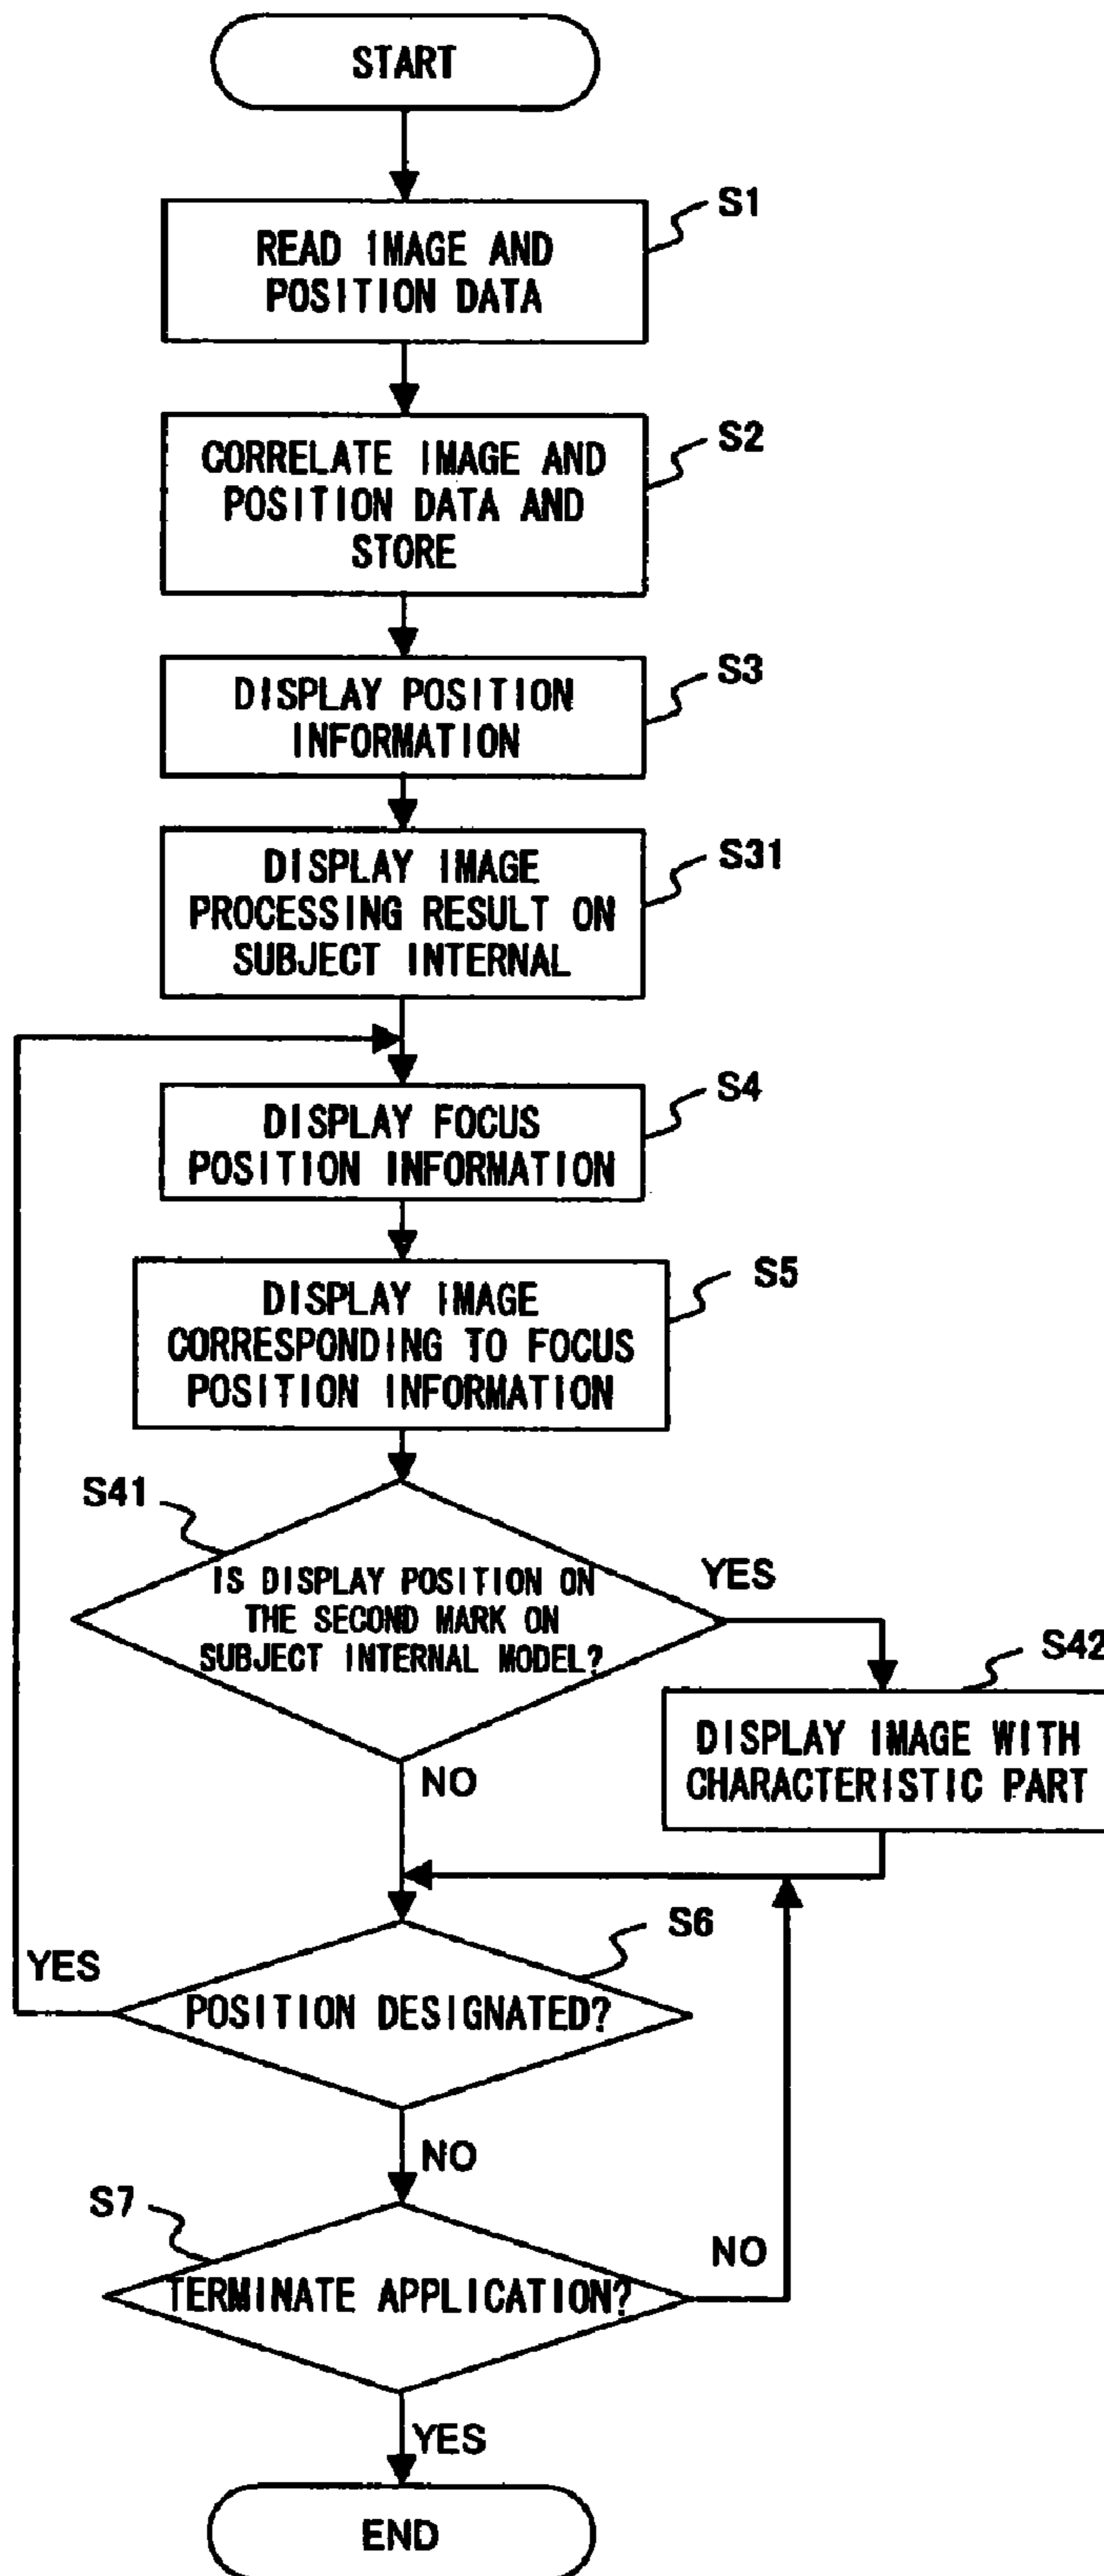 START
S1
READ IMAGE AND
POSITION DATA
S2
CORRELATE IMAGE AND
POSITION DATA AND
STORE
S3
DISPLAY POSITION
INFORMATION
S31
DISPLAY IMAGE
PROCESSING RESULT ON
SUBJECT INTERNAL
S4
DISPLAY FOCUS
POSITION INFORMATION
S5
DISPLAY IMAGE
CORRESPONDING TO FOCUS
POSITION INFORMATION
S41
IS DISPLAY POSITION ON
THE SECOND MARK ON
SUBJECT INTERNAL MODEL?
YES
S42
DISPLAY IMAGE WITH
CHARACTERISTIC PART
NO
S6
YES
POSITION DESIGNATED?
NO
S7
NO
TERMINATE APPLICATION?
YES
END